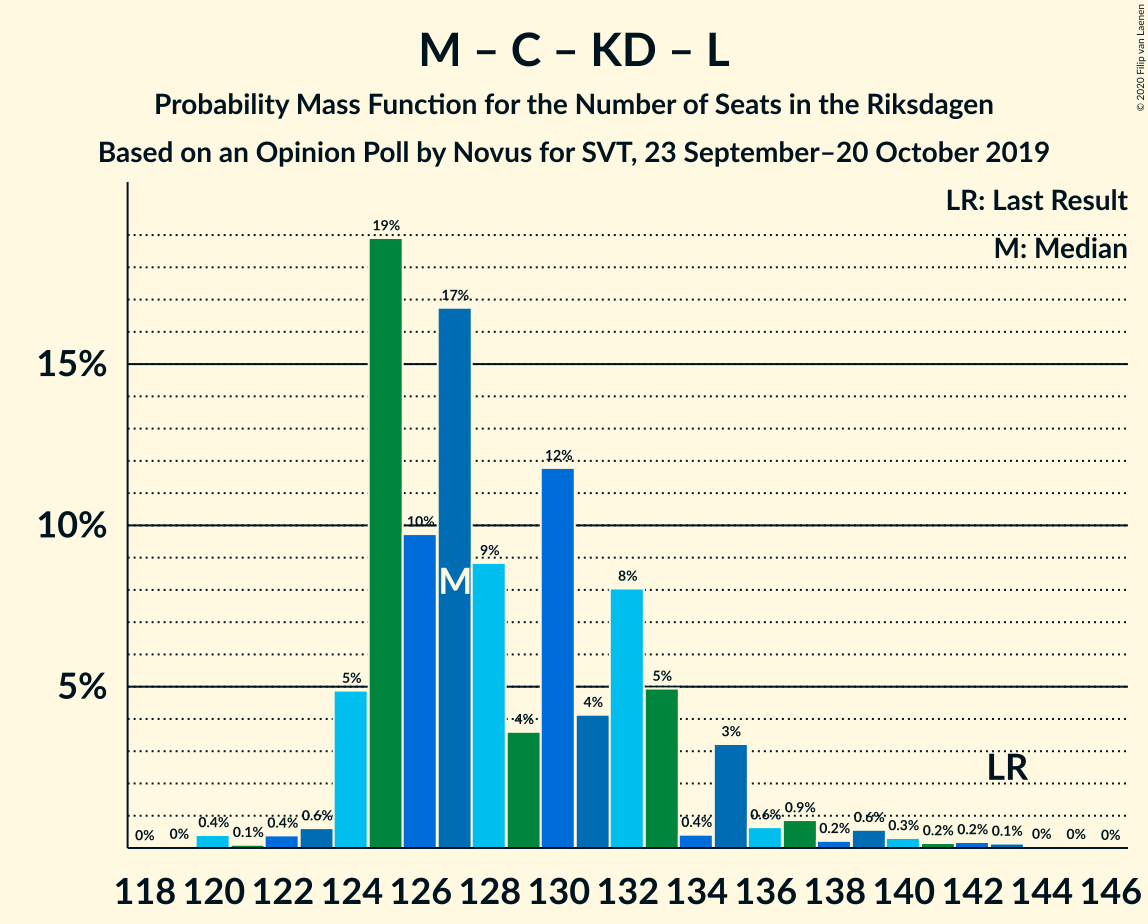 M – C – KD – L
Probability Mass Function for the Number of Seats in the Riksdagen
Based on an Opinion Poll by Novus for SVT, 23 September–20 October 2019
© 2020 Filip van Laenen
LR: Last Result
M: Median
15%
10%
5%
0% 0% 0.4% 0.1% 0.4% 0.6% 5% 19% 10% 17% 9% 4% 12% 4% 8% 5% 0.4% 3% 0.6% 0.9% 0.2% 0.6% 0.3% 0.2% 0.2% 0.1% 0% 0% 0%
M
LR
118 120 122 124 126 128 130 132 134 136 138 140 142 144 146